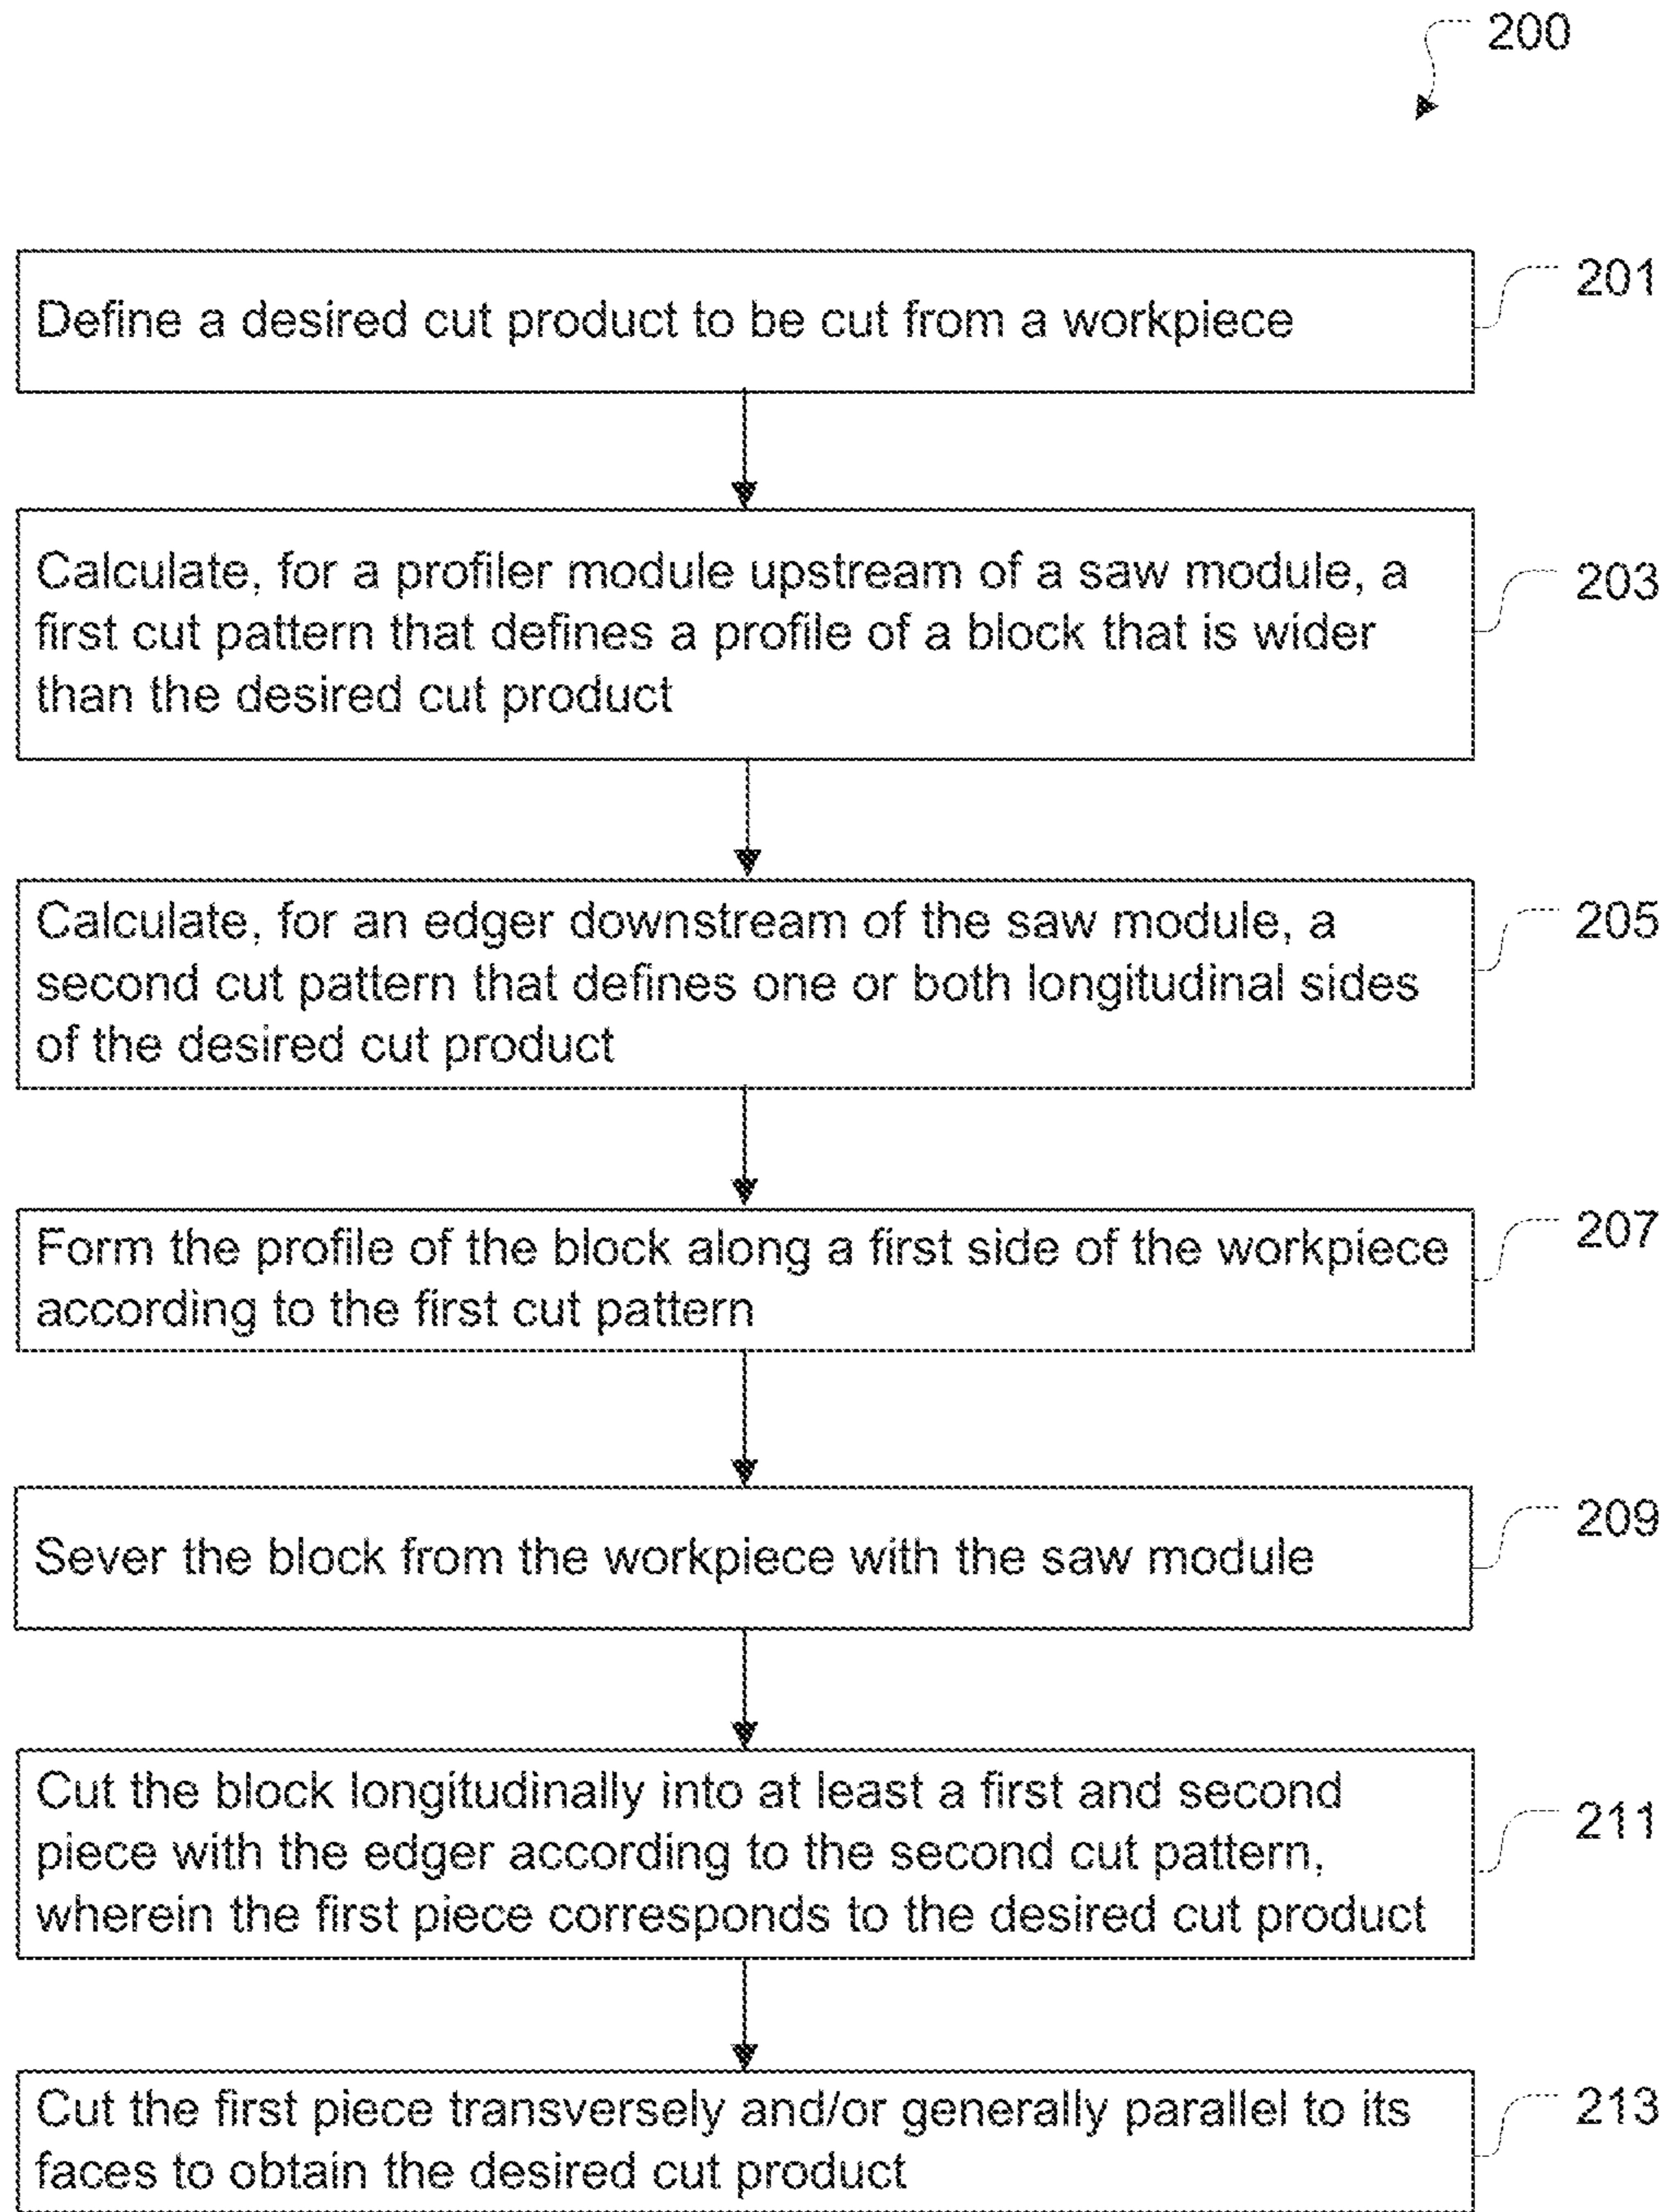 200
Define a desired cut product to be cut from a workpiece
201
Calculate, for a profiler module upstream of a saw module, a
first cut pattern that defines a profile of a block that is wider
than the desired cut product
203
Calculate, for an edger downstream of the saw module, a
second cut pattern that defines one or both longitudinal sides
of the desired cut product
205
Form the profile of the block along a first side of the workpiece
according to the first cut pattern
207
Sever the block from the workpiece with the saw module
209
Cut the block longitudinally into at least a first and second
piece with the edger according to the second cut pattern,
wherein the first piece corresponds to the desired cut product
211
Cut the first piece transversely and/or generally parallel to its
faces to obtain the desired cut product
213